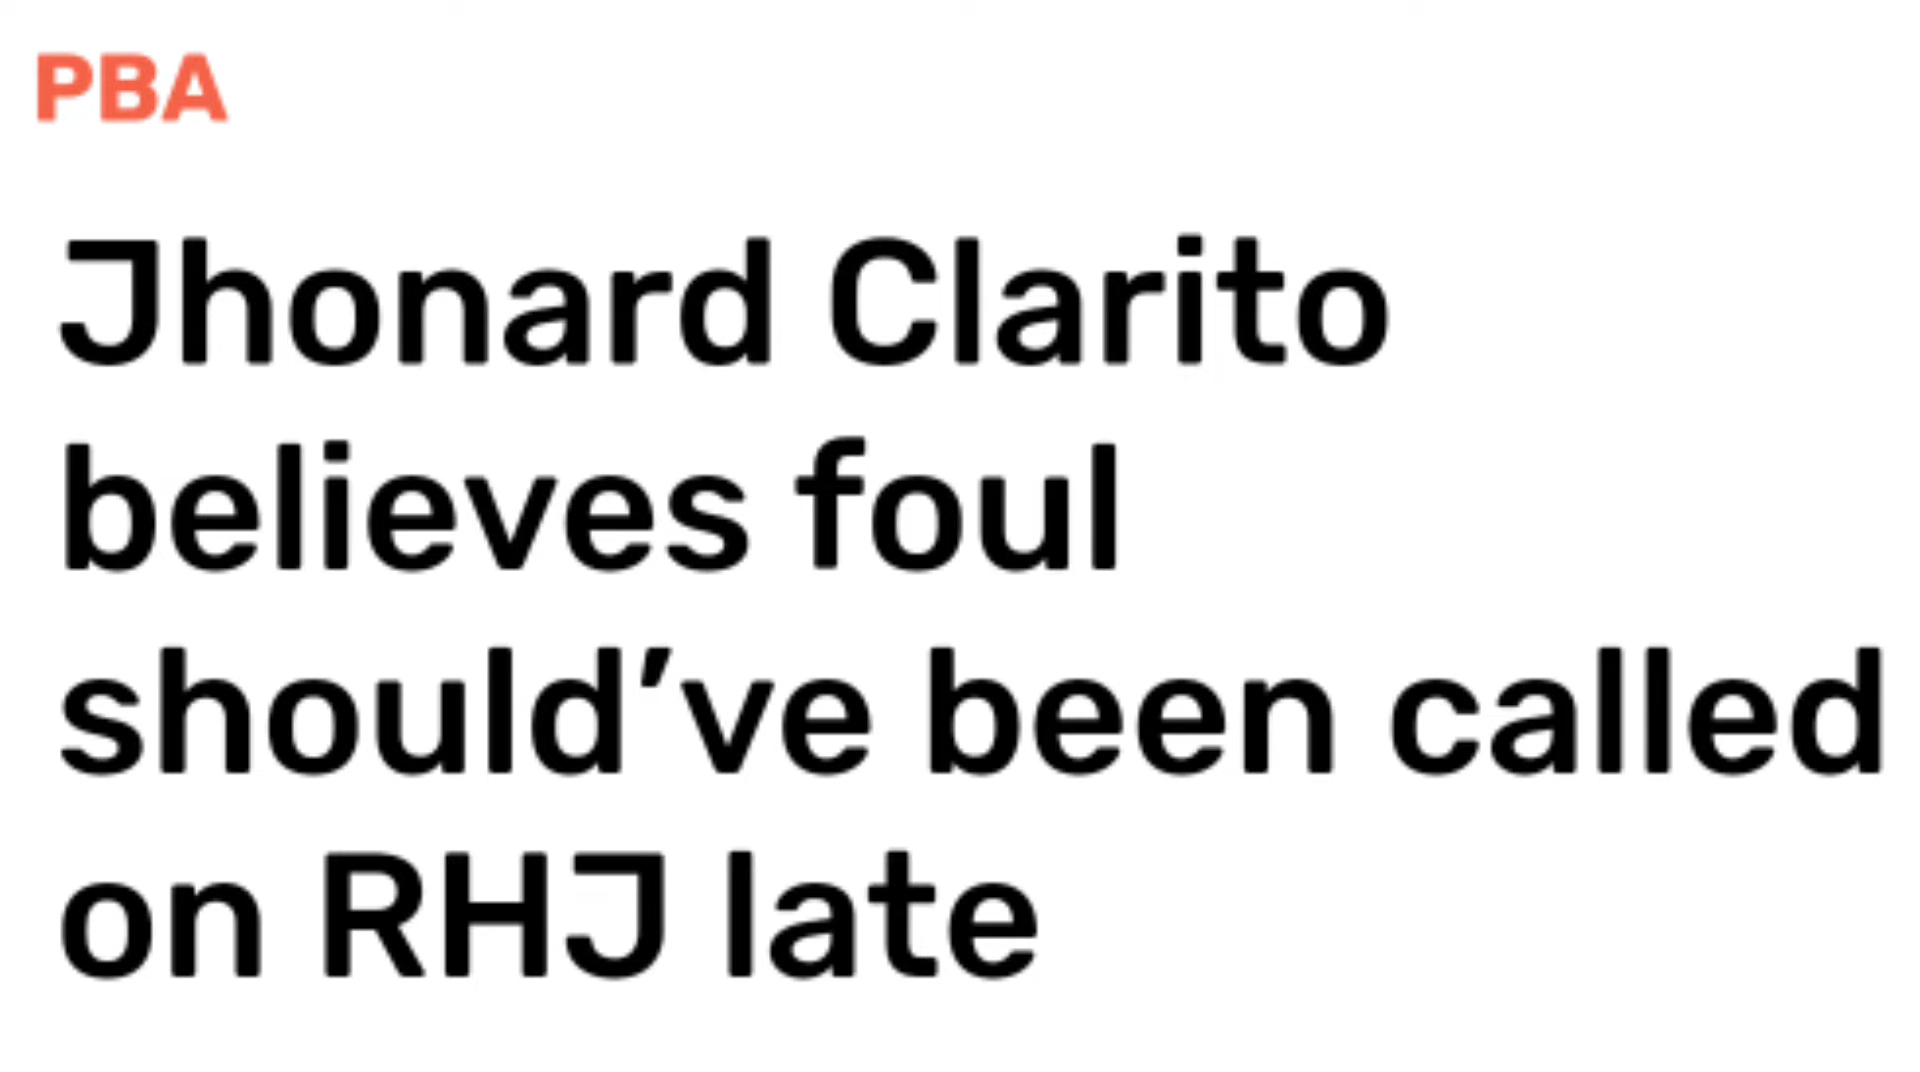 PBA
Jhonard Clarito
believes foul
should’ve been called
on RHJ late